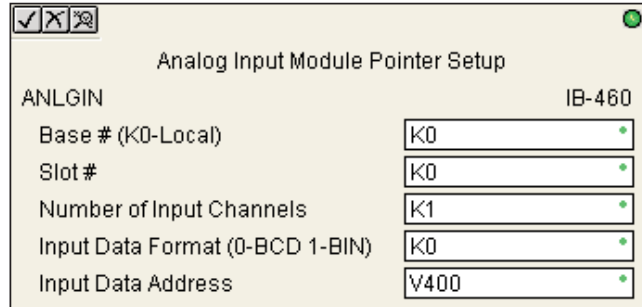 Analog Input Module Pointer Setup
ANLGIN IB-460
Base # (K0-Local) K0
Slot # K0
Number of Input Channels K1
Input Data Format (0-BCD 1-BIN) K0
Input Data Address V400